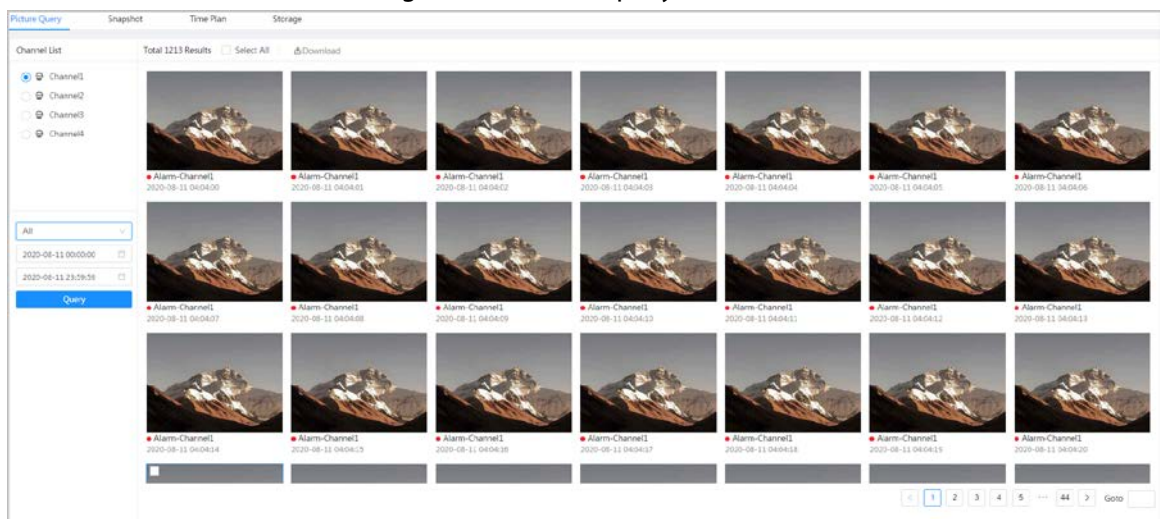 Picture Query Snapshot Time Plan Storage
Channel List Total 1213 Results Select All Download
Channel1
Channel2
Channel3
Channel4
Alarm-Channel1 Alarm-Channel1 Alarm-Channel1 Alarm-Channel1 Alarm-Channel1 Alarm-Channel1 Alarm-Channel1
2020-08-11 04:04:00 2020-08-11 04:04:01 2020-08-11 04:04:02 2020-08-11 04:04:03 2020-08-11 04:04:04 2020-08-11 04:04:05 2020-08-11 04:04:06
All
2020-08-11 00:00:00
2020-08-11 23:59:58
Query
Alarm-Channel1 Alarm-Channel1 Alarm-Channel1 Alarm-Channel1 Alarm-Channel1 Alarm-Channel1 Alarm-Channel1
2020-08-11 04:04:07 2020-08-11 04:04:08 2020-08-11 04:04:09 2020-08-11 04:04:10 2020-08-11 04:04:11 2020-08-11 04:04:12 2020-08-11 04:04:13
Alarm-Channel1 Alarm-Channel1 Alarm-Channel1 Alarm-Channel1 Alarm-Channel1 Alarm-Channel1 Alarm-Channel1
2020-08-11 04:04:14 2020-08-11 04:04:15 2020-08-11 04:04:16 2020-08-11 04:04:17 2020-08-11 04:04:18 2020-08-11 04:04:19 2020-08-11 04:04:20
< 1 2 3 4 5 ··· 44 > Goto